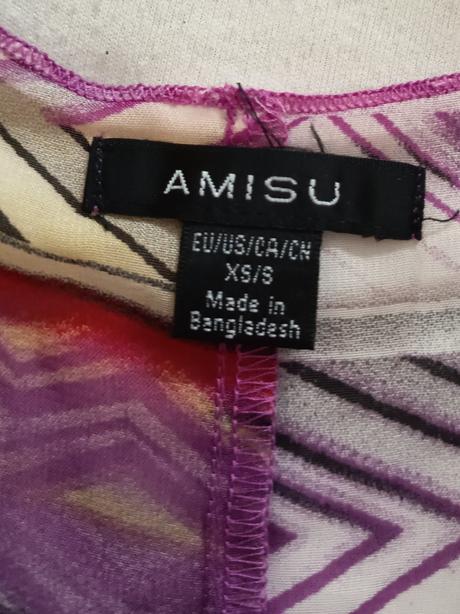 AMISU
EU/US/CA/CN
XS/S
Made in
Bangladesh